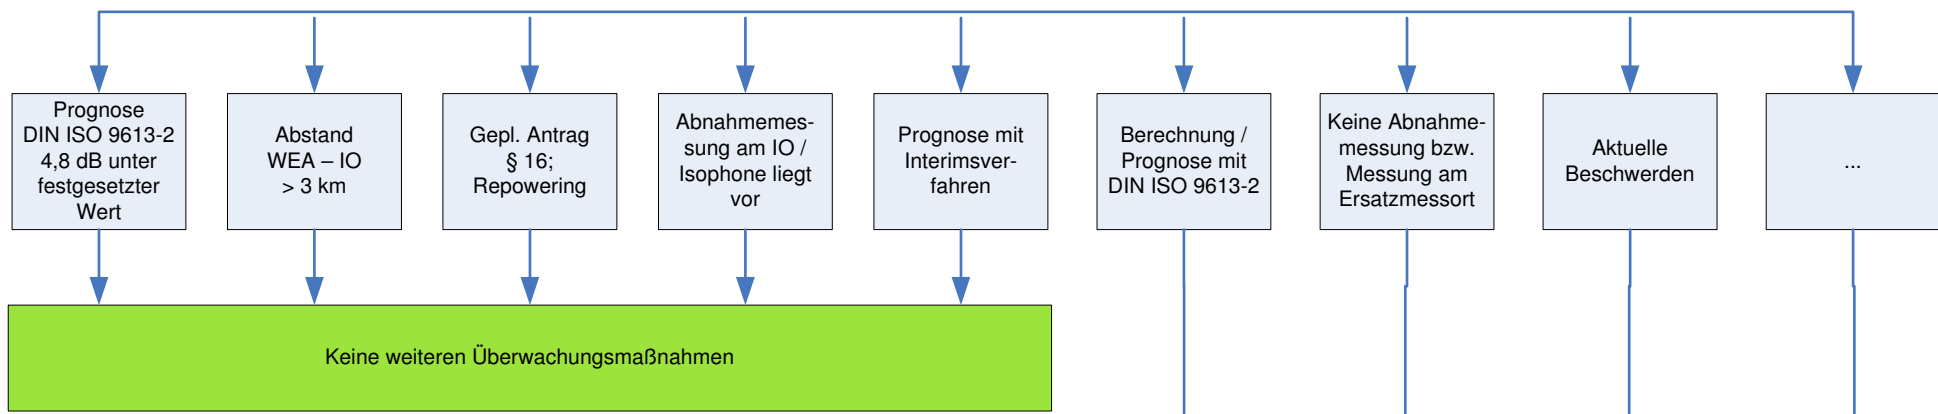 Prognose
DIN ISO 9613-2
4,8 dB unter
festgesetzter
Wert
Abstand
WEA – IO
> 3 km
Gepl. Antrag
§ 16;
Repowering
Abnahmemes-
sung am IO /
Isophone liegt
vor
Prognose mit
Interimsver-
fahren
Berechnung /
Prognose mit
DIN ISO 9613-2
Keine Abnahme-
messung bzw.
Messung am
Ersatzmessort
Aktuelle
Beschwerden
...
Keine weiteren Überwachungsmaßnahmen